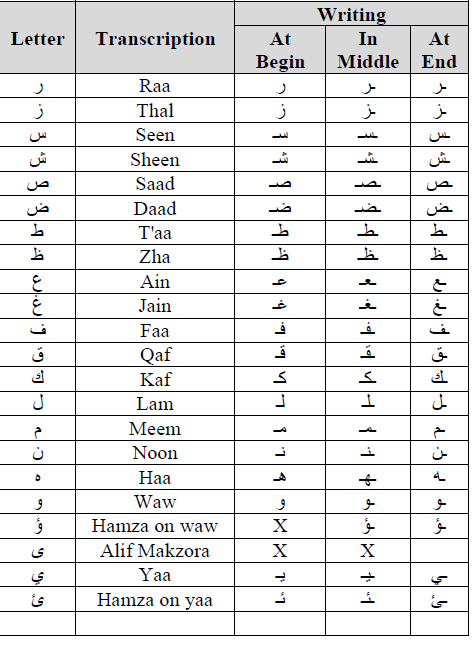 Letter Transcription Writing
At Begin In Middle At End
ر Raa ر ـر ـر
ز Thal ز ـز ـز
س Seen سـ ـسـ ـس
ش Sheen شـ ـشـ ـش
ص Saad صـ ـصـ ـص
ض Daad ضـ ـضـ ـض
ط T'aa طـ ـطـ ـط
ظ Zha ظـ ـظـ ـظ
ع Ain عـ ـعـ ـع
غ Jain غـ ـغـ ـغ
ف Faa فـ ـفـ ـف
ق Qaf قـ ـقـ ـق
ك Kaf كـ ـكـ ـك
ل Lam لـ ـلـ ـل
م Meem مـ ـمـ ـم
ن Noon نـ ـنـ ـن
ه Haa هـ ـهـ ـه
و Waw و ـو ـو
ؤ Hamza on waw X ـؤ ـؤ
ى Alif Makzora X X
ي Yaa يـ ـيـ ـي
ئ Hamza on yaa ئـ ـئـ ـئ